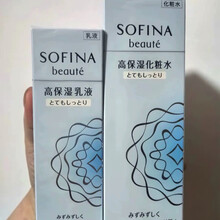 乳液
SOFINA
beauté
高保湿乳液
とてもしっとり
みずみずしく
化粧水
SOFINA
beauté
高保湿化粧水
とてもしっとり
みずみずしく